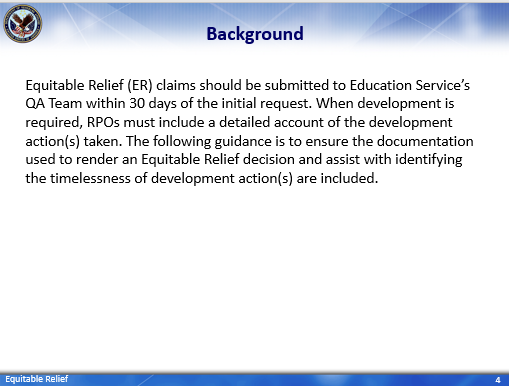 Background
Equitable Relief (ER) claims should be submitted to Education Service's
QA Team within 30 days of the initial request. When development is
required, RPOs must include a detailed account of the development
action(s) taken. The following guidance is to ensure the documentation
used to render an Equitable Relief decision and assist with identifying
the timelessness of development action(s) are included.
Equitable Relief
4